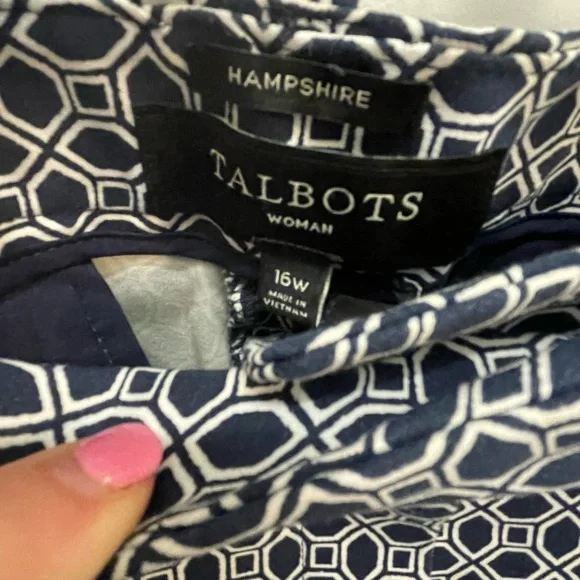 HAMPSHIRE
TALBOTS
WOMAN
16W
MADE IN
VIETNAM